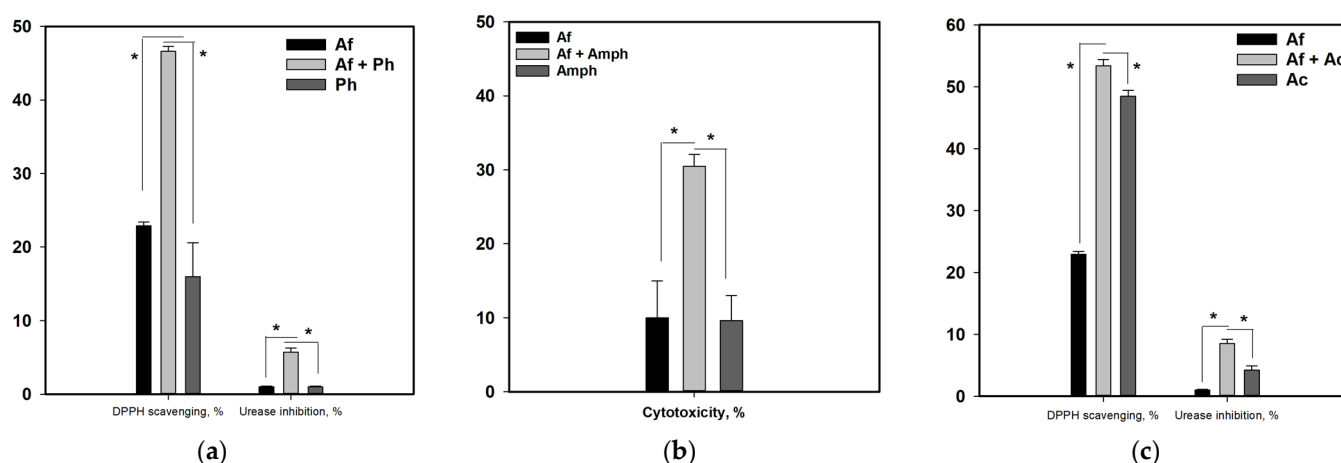 50
40
30
20
10
0
*
*
*
*
Af
Af + Ph
Ph
DPPH scavenging, %
Urease inhibition, %
(a)
50
40
30
20
10
0
*
*
Af
Af + Amph
Amph
Cytotoxicity, %
(b)
60
50
40
30
20
10
0
*
*
*
*
Af
Af + Ac
Ac
DPPH scavenging, %
Urease inhibition, %
(c)